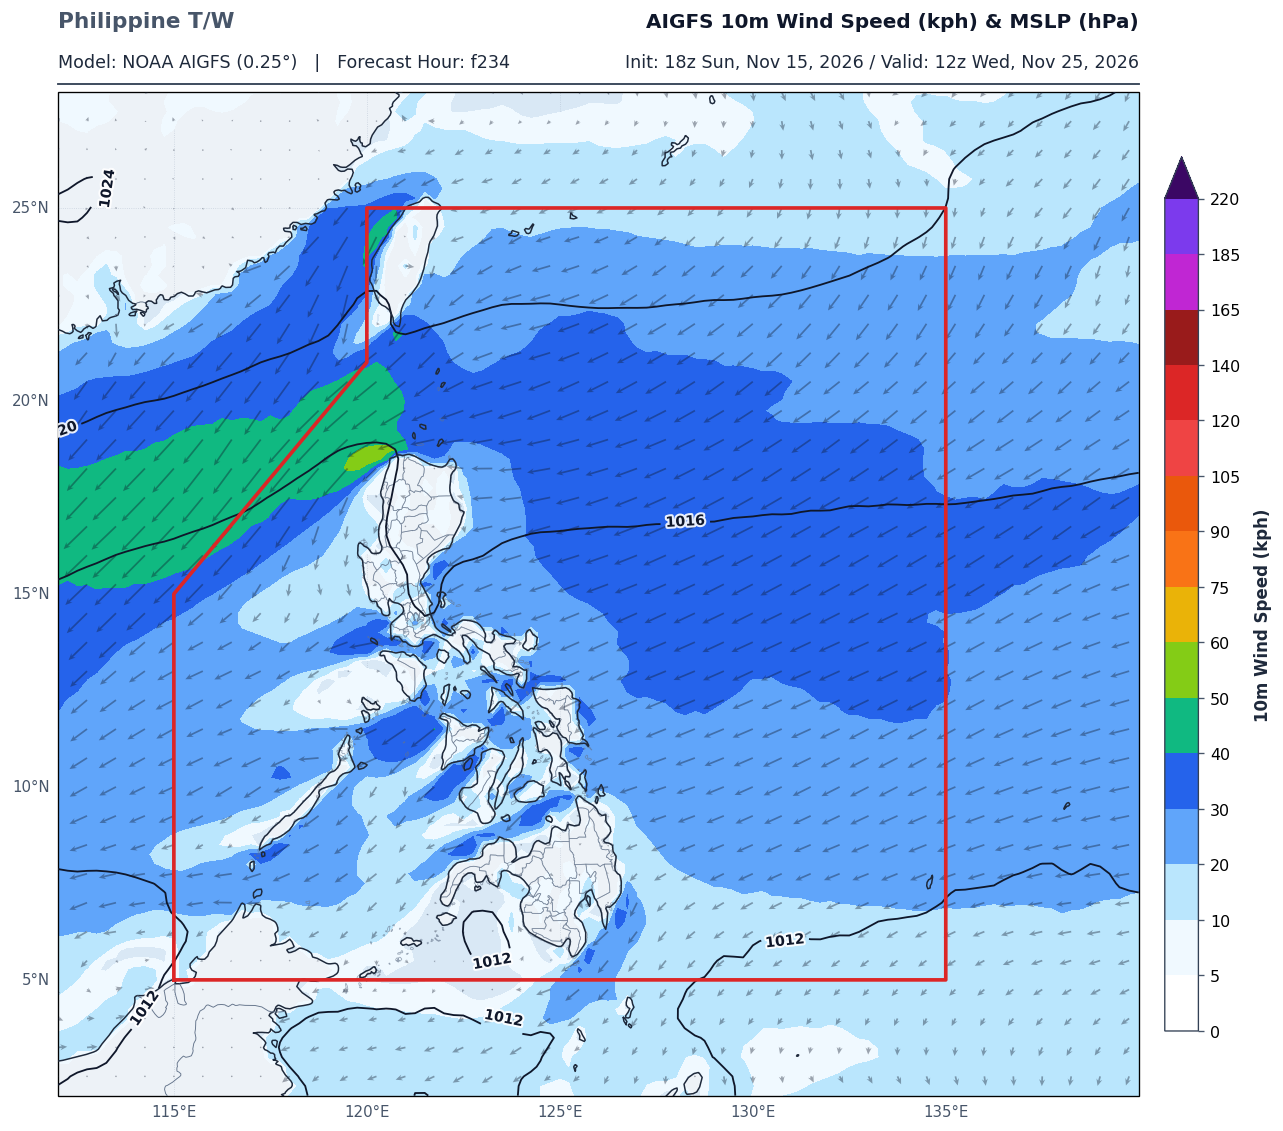 Philippine T/W
AIGFS 10m Wind Speed (kph) & MSLP (hPa)
Model: NOAA AIGFS (0.25°)   |   Forecast Hour: f234
Init: 18z Sun, Nov 15, 2026 / Valid: 12z Wed, Nov 25, 2026
1024
20
1016
1012
1012
1012
1012
25°N
20°N
15°N
10°N
5°N
115°E
120°E
125°E
130°E
135°E
220
185
165
140
120
105
90
75
60
50
40
30
20
10
5
0
10m Wind Speed (kph)